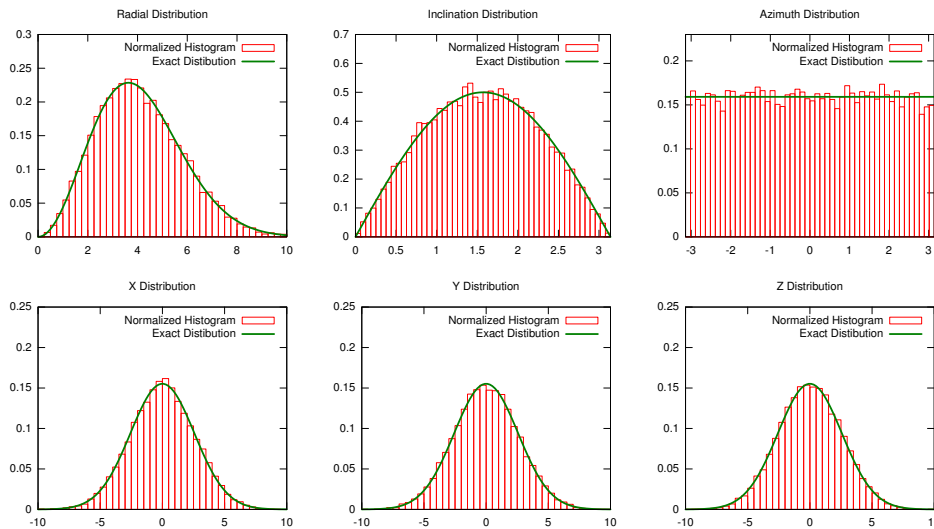 Radial Distribution
Inclination Distribution
Azimuth Distribution
0.3
0.25
0.2
0.15
0.1
0.05
0
0 2 4 6 8 10
Normalized Histogram
Exact Distibution
0.7
0.6
0.5
0.4
0.3
0.2
0.1
0
0 0.5 1 1.5 2 2.5 3
Normalized Histogram
Exact Distibution
0.2
0.15
0.1
0.05
0
-3 -2 -1 0 1 2 3
Normalized Histogram
Exact Distibution
X Distribution
Y Distribution
Z Distribution
0.25
0.2
0.15
0.1
0.05
0
-10 -5 0 5 10
Normalized Histogram
Exact Distibution
0.25
0.2
0.15
0.1
0.05
0
-10 -5 0 5 10
Normalized Histogram
Exact Distibution
0.25
0.2
0.15
0.1
0.05
0
-10 -5 0 5 10
Normalized Histogram
Exact Distibution